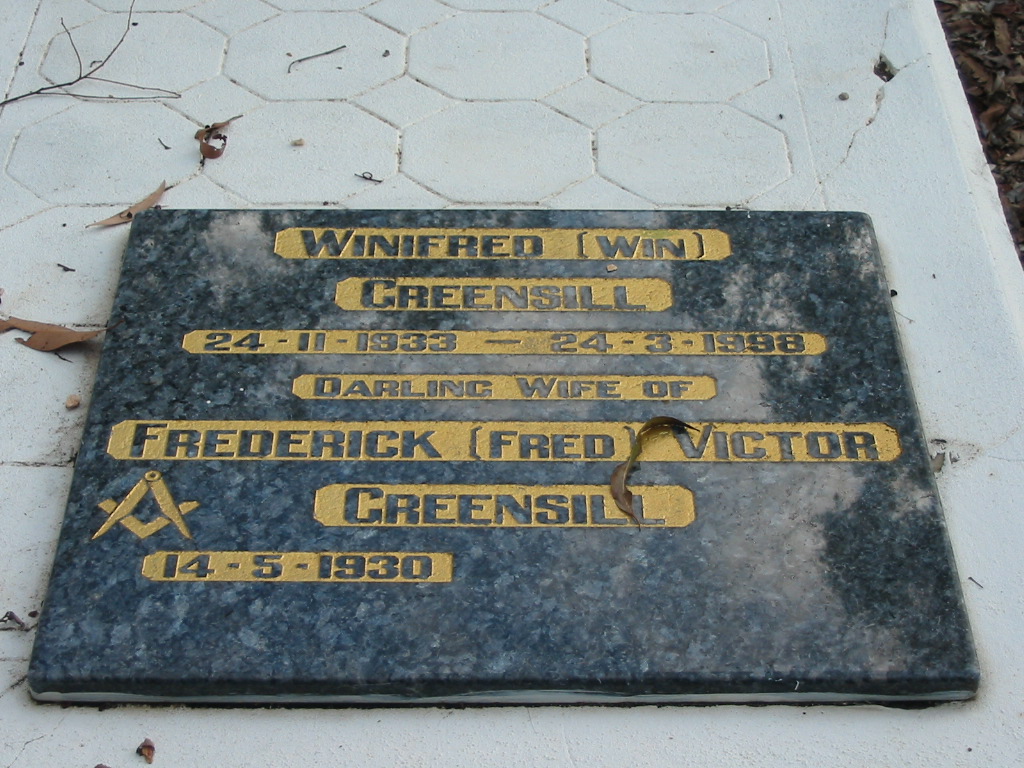 WINIFRED (WIN)
GREENSILL
24-11-1933 — 24-3-1998
DARLING WIFE OF
FREDERICK (FRED) VICTOR
GREENSILL
14-5-1930